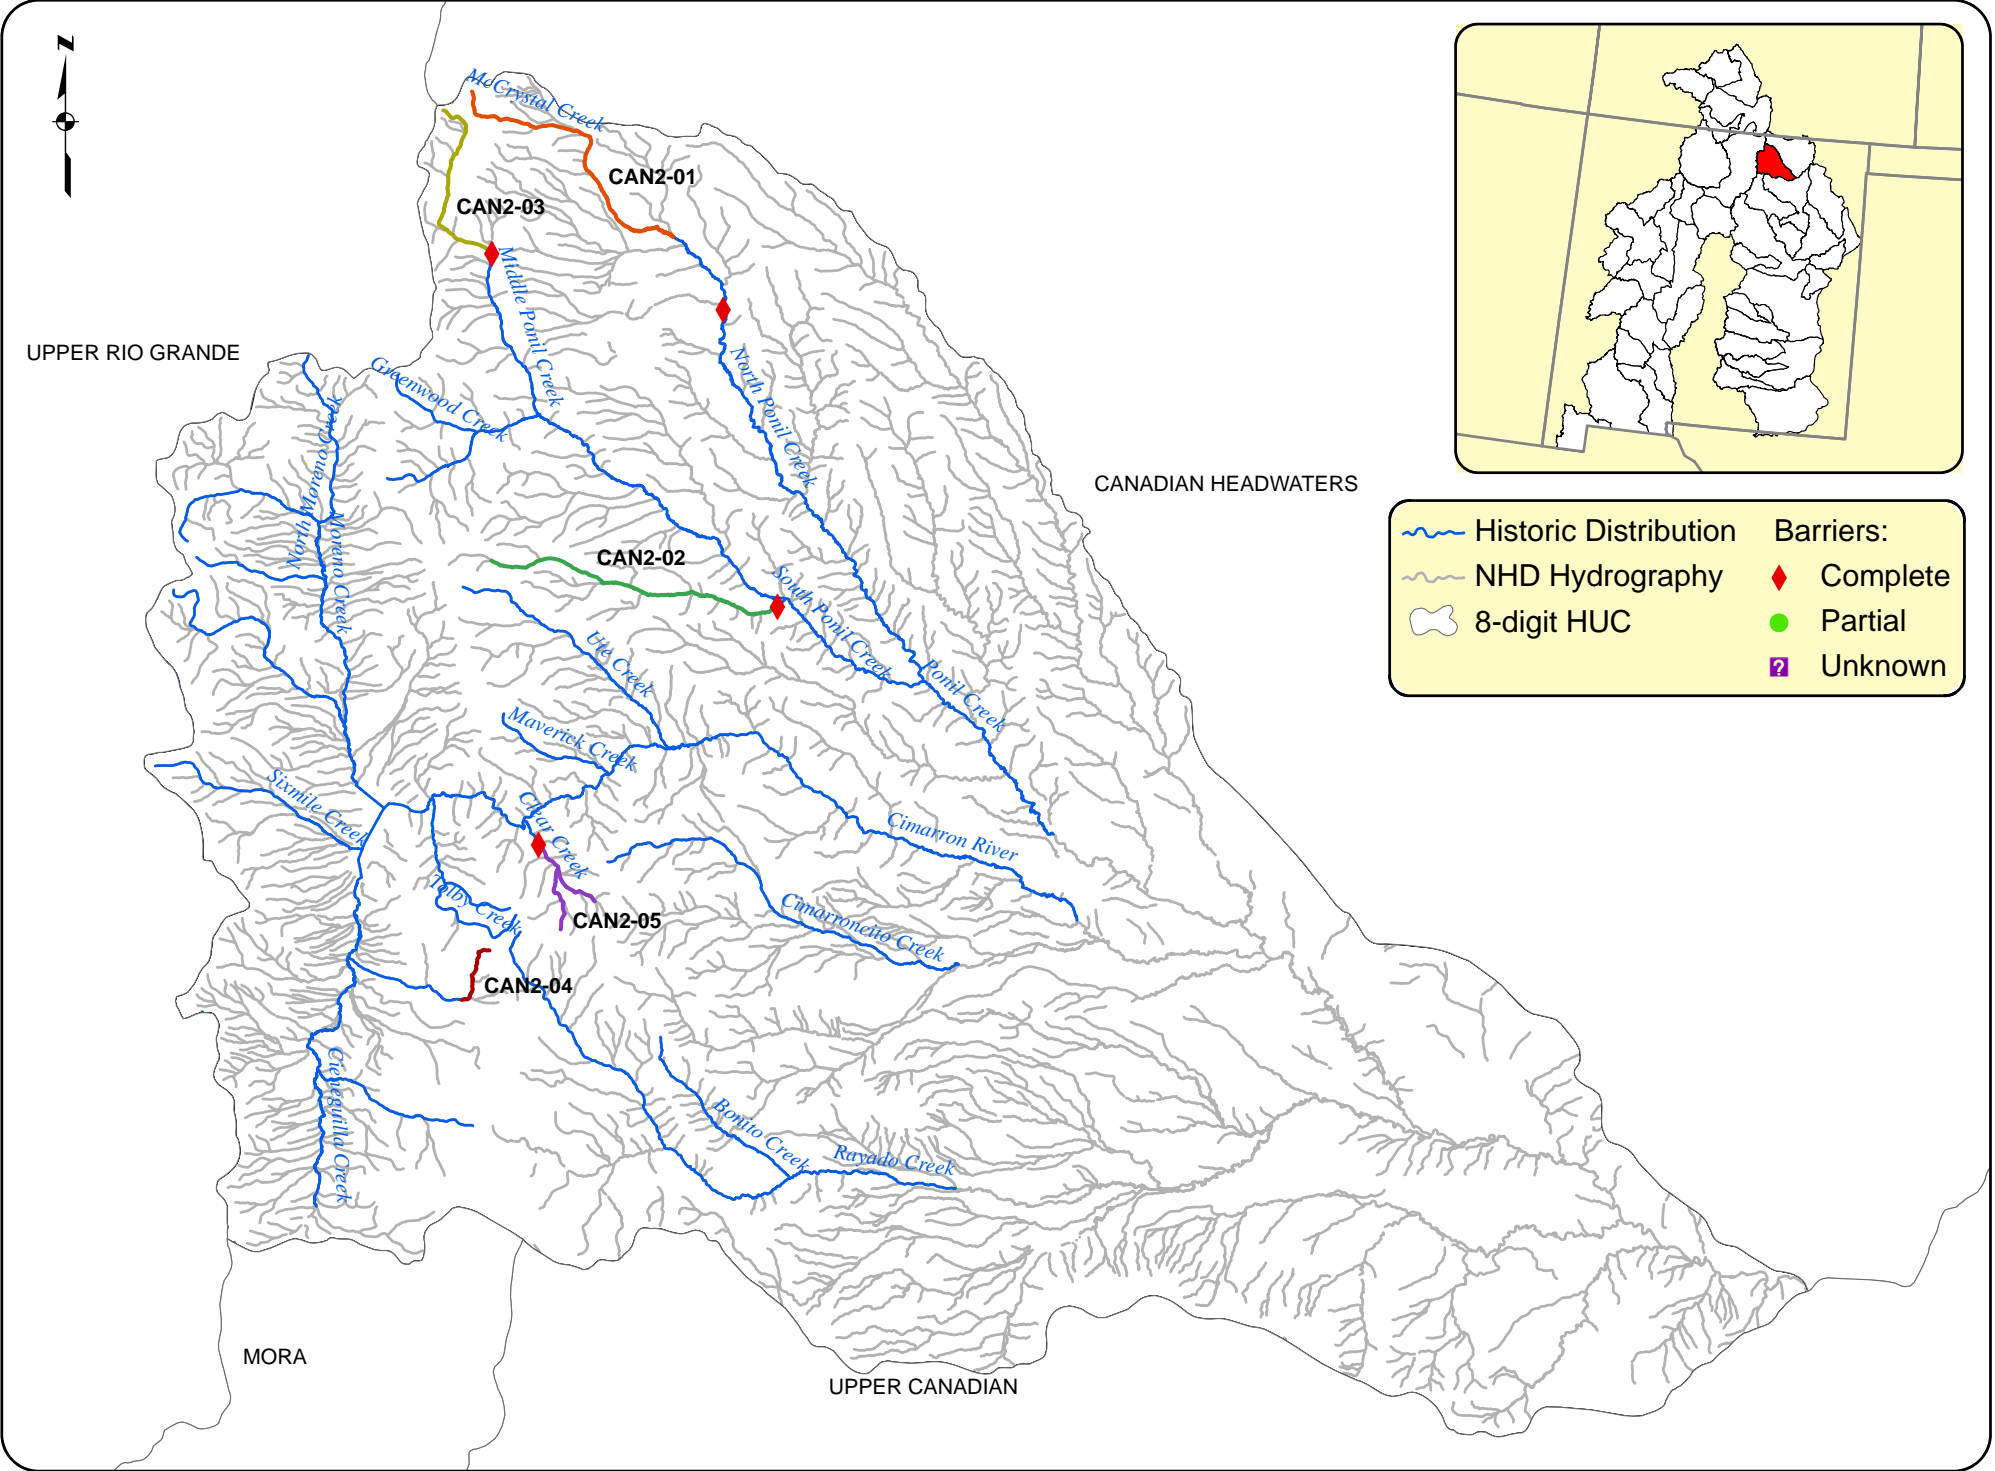 N
McCrystal Creek
CAN2-01
CAN2-03
Middle Ponil Creek
UPPER RIO GRANDE
Greenwood Creek
North Ponil Creek
North Moreno Creek
Moreno Creek
CANADIAN HEADWATERS
Historic Distribution
NHD Hydrography
8-digit HUC
Barriers:
Complete
Partial
?
Unknown
CAN2-02
South Ponil Creek
Ute Creek
Ponil Creek
Maverick Creek
Sixmile Creek
Clear Creek
Cimarron River
Tolby Creek
CAN2-05
Cimarroncito Creek
CAN2-04
Cieneguilla Creek
Bonito Creek
Rayado Creek
MORA
UPPER CANADIAN